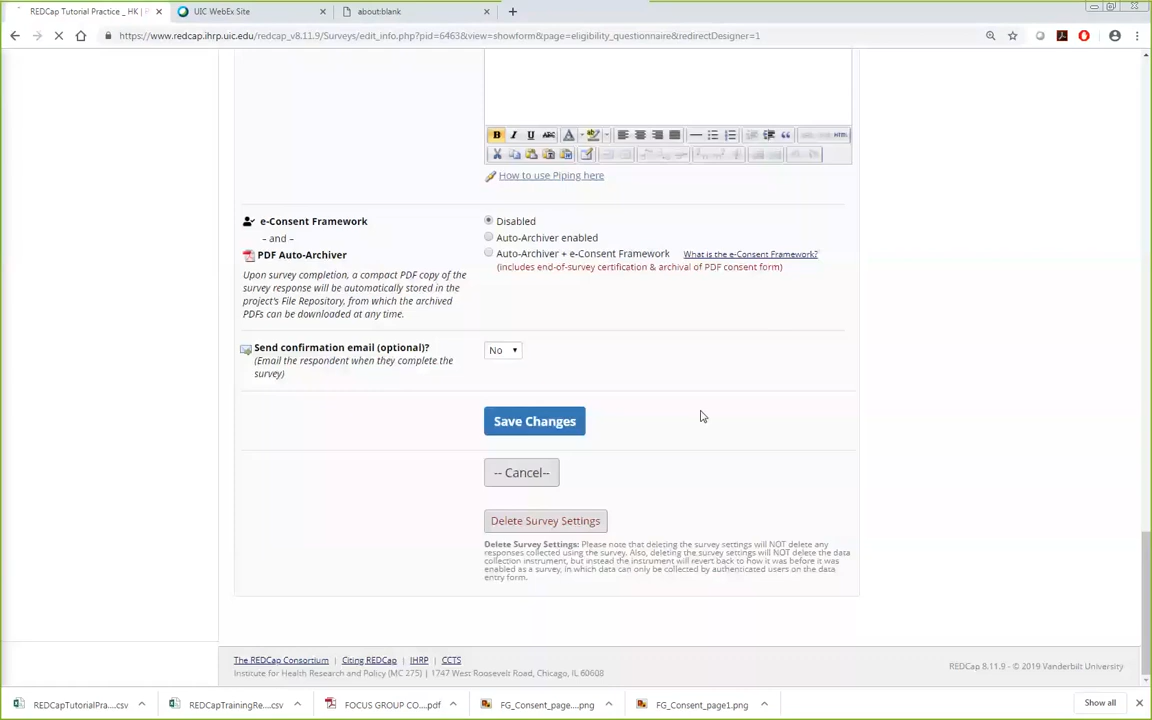 REDCap Tutorial Practice _ HK | P
UIC WebEx Site
about:blank
https://www.redcap.ihrp.uic.edu/redcap_v8.11.9/Surveys/edit_info.php?pid=6463&view=showform&page=eligibility_questionnaire&redirectDesigner=1
B I U ABC A HTML
How to use Piping here
e-Consent Framework
– and –
PDF Auto-Archiver
Upon survey completion, a compact PDF copy of the
survey response will be automatically stored in the
project's File Repository, from which the archived
PDFs can be downloaded at any time.
Disabled
Auto-Archiver enabled
Auto-Archiver + e-Consent Framework What is the e-Consent Framework?
(includes end-of-survey certification & archival of PDF consent form)
Send confirmation email (optional)?
(Email the respondent when they complete the
survey)
No
Save Changes
-- Cancel--
Delete Survey Settings
Delete Survey Settings: Please note that deleting the survey settings will NOT delete any
responses collected using the survey. Also, deleting the survey settings will NOT delete the data
collection instrument, but instead the instrument will revert back to how it was before it was
enabled as a survey, in which data can only be collected by authenticated users on the data
entry form.
The REDCap Consortium | Citing REDCap | IHRP | CCTS
Institute for Health Research and Policy (MC 275) | 1747 West Roosevelt Road, Chicago, IL 60608
REDCap 8.11.9 - © 2019 Vanderbilt University
REDCapTutorialPra....csv
REDCapTrainingRe....csv
FOCUS GROUP CO....pdf
FG_Consent_page....png
FG_Consent_page1.png
Show all